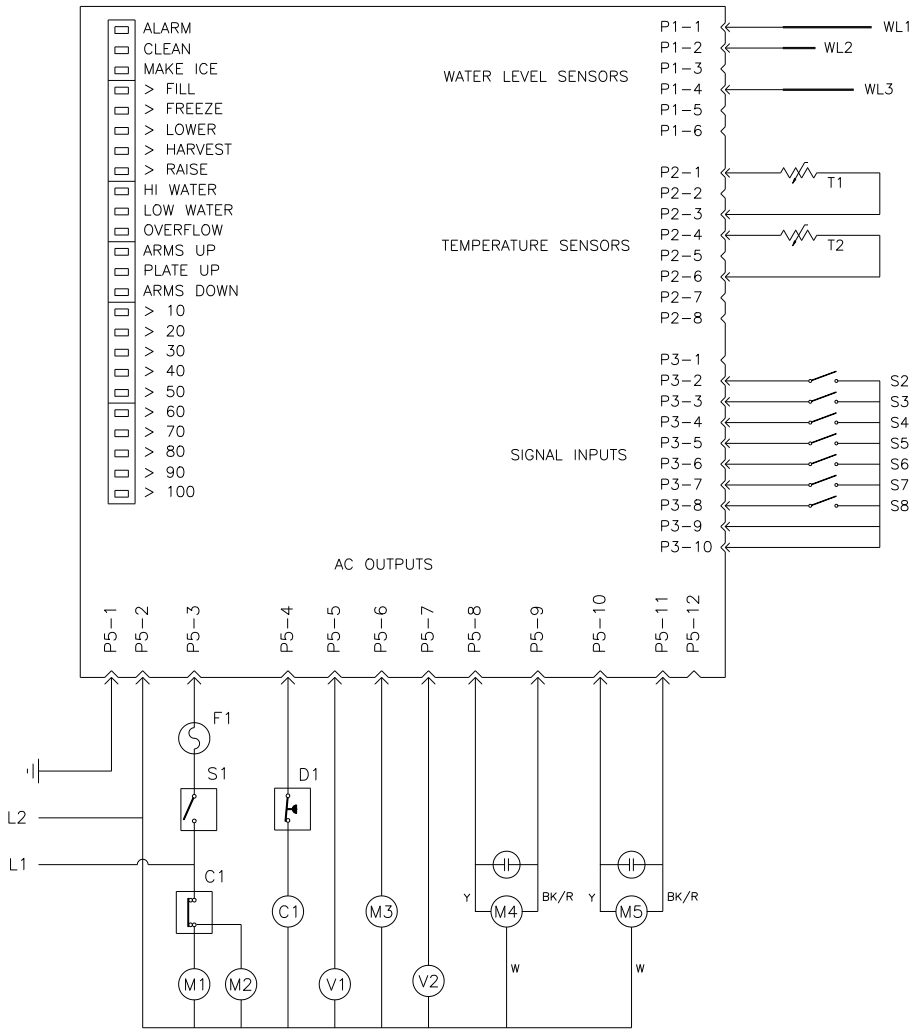 ALARM
CLEAN
MAKE ICE
> FILL
> FREEZE
> LOWER
> HARVEST
> RAISE
HI WATER
LOW WATER
OVERFLOW
ARMS UP
PLATE UP
ARMS DOWN
> 10
> 20
> 30
> 40
> 50
> 60
> 70
> 80
> 90
> 100
WATER LEVEL SENSORS
P1-1 WL1
P1-2 WL2
P1-3
P1-4 WL3
P1-5
P1-6
TEMPERATURE SENSORS
P2-1 T1
P2-2
P2-3
P2-4 T2
P2-5
P2-6
P2-7
P2-8
SIGNAL INPUTS
P3-1
P3-2 S2
P3-3 S3
P3-4 S4
P3-5 S5
P3-6 S6
P3-7 S7
P3-8 S8
P3-9
P3-10
AC OUTPUTS
P5-1 P5-2 P5-3 P5-4 P5-5 P5-6 P5-7 P5-8 P5-9 P5-10 P5-11 P5-12
F1
S1 D1
L2
L1
C1
Y BK/R Y BK/R
C1 M3 M4 M5
W W
M1 M2 V1 V2